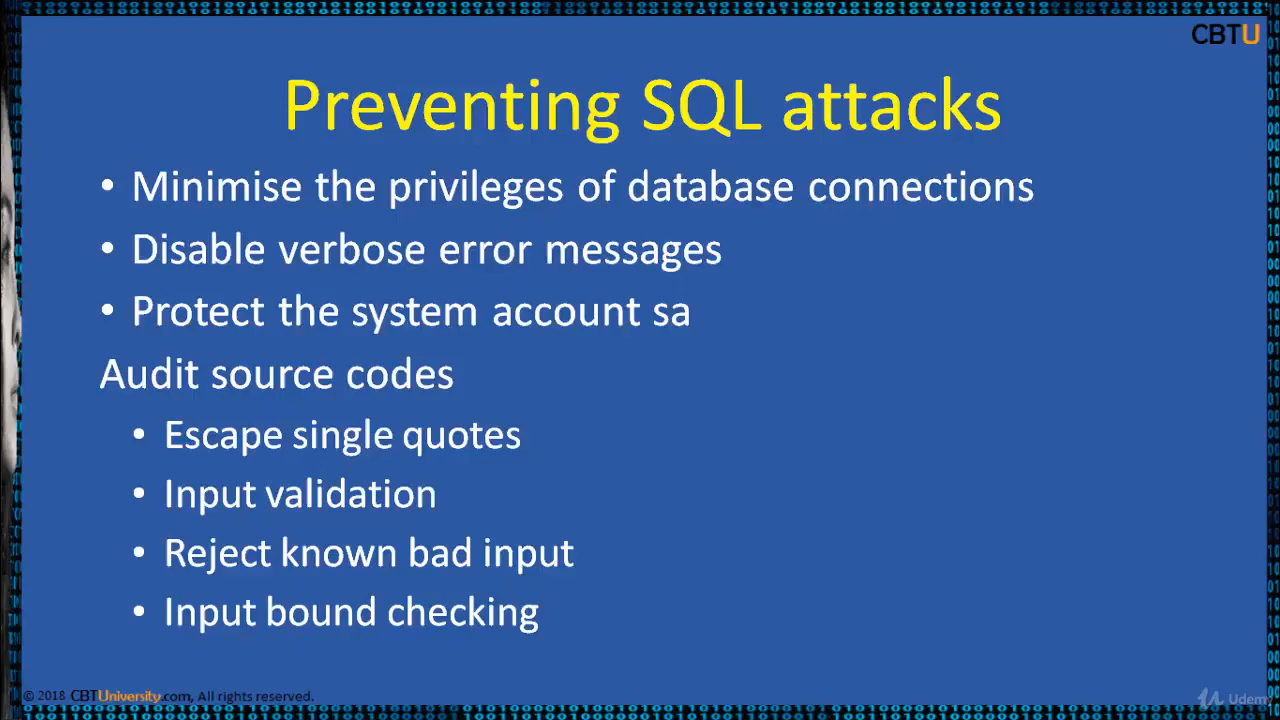 CBTU
Preventing SQL attacks
• Minimise the privileges of database connections
• Disable verbose error messages
• Protect the system account sa
Audit source codes
• Escape single quotes
• Input validation
• Reject known bad input
• Input bound checking
© 2018 CBTUniversity.com, All rights reserved.
Udemy